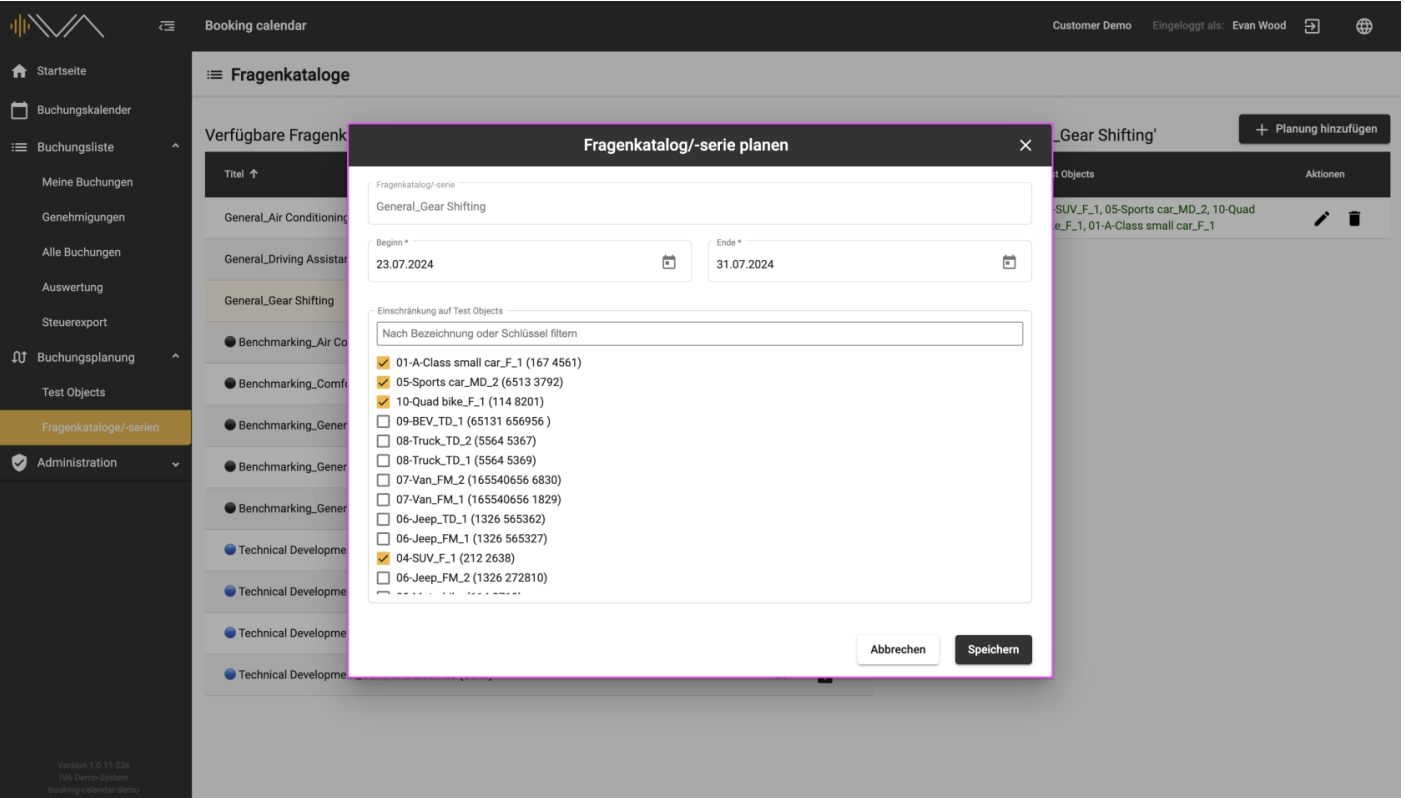 IVA
Booking calendar
Customer Demo
Eingeloggt als: Evan Wood
Startseite
Buchungskalender
Buchungsliste
Meine Buchungen
Genehmigungen
Alle Buchungen
Auswertung
Steuerexport
Buchungsplanung
Test Objects
Fragenkataloge/-serien
Administration
Version 1.0.11-236
IVA Demo-System
booking-calendar-demo
Fragenkataloge
Verfügbare Fragenk
_Gear Shifting'
Planung hinzufügen
Titel
General_Air Conditioning
General_Driving Assistan
General_Gear Shifting
Benchmarking_Air Co
Benchmarking_Comfo
Benchmarking_Gener
Benchmarking_Gener
Benchmarking_Gener
Technical Developme
Technical Developme
Technical Developme
Technical Developme
st Objects
Aktionen
-SUV_F_1, 05-Sports car_MD_2, 10-Quad
e_F_1, 01-A-Class small car_F_1
Fragenkatalog/-serie planen
Fragenkatalog/-serie
General_Gear Shifting
Beginn *
23.07.2024
Ende *
31.07.2024
Einschränkung auf Test Objects
Nach Bezeichnung oder Schlüssel filtern
01-A-Class small car_F_1 (167 4561)
05-Sports car_MD_2 (6513 3792)
10-Quad bike_F_1 (114 8201)
09-BEV_TD_1 (65131 656956 )
08-Truck_TD_2 (5564 5367)
08-Truck_TD_1 (5564 5369)
07-Van_FM_2 (165540656 6830)
07-Van_FM_1 (165540656 1829)
06-Jeep_TD_1 (1326 565362)
06-Jeep_FM_1 (1326 565327)
04-SUV_F_1 (212 2638)
06-Jeep_FM_2 (1326 272810)
Abbrechen
Speichern